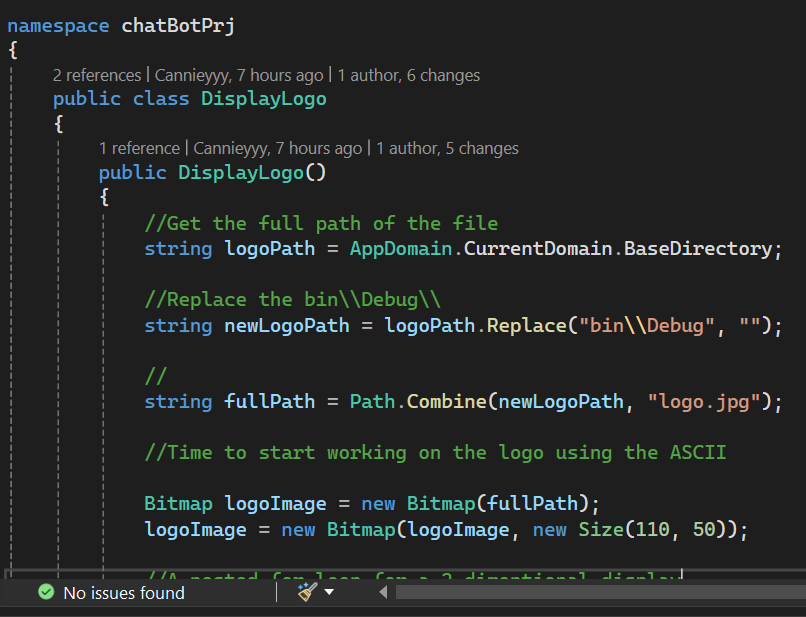 namespace chatBotPrj
{
2 references | Cannieyyy, 7 hours ago | 1 author, 6 changes
public class DisplayLogo
{
1 reference | Cannieyyy, 7 hours ago | 1 author, 5 changes
public DisplayLogo()
{
//Get the full path of the file
string logoPath = AppDomain.CurrentDomain.BaseDirectory;
//Replace the bin\\Debug\\
string newLogoPath = logoPath.Replace("bin\\Debug", "");
//
string fullPath = Path.Combine(newLogoPath, "logo.jpg");
//Time to start working on the logo using the ASCII
Bitmap logoImage = new Bitmap(fullPath);
logoImage = new Bitmap(logoImage, new Size(110, 50));
//A nested for loop for a 2 dimentional display
No issues found